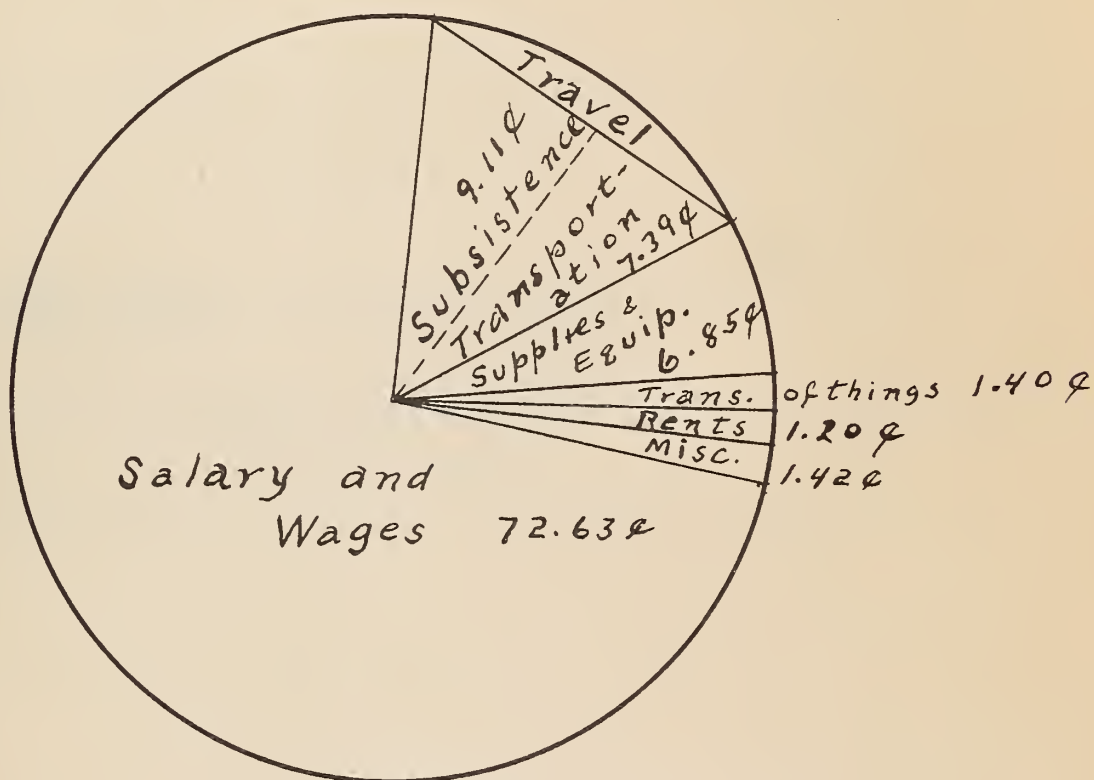 Travel
9.11¢
Subsistence
Transport-
ation
7.39¢
Supplies &
Equip.
6.85¢
Trans. of things 1.40¢
Rents 1.20¢
Misc. 1.42¢
Salary and
Wages 72.63¢